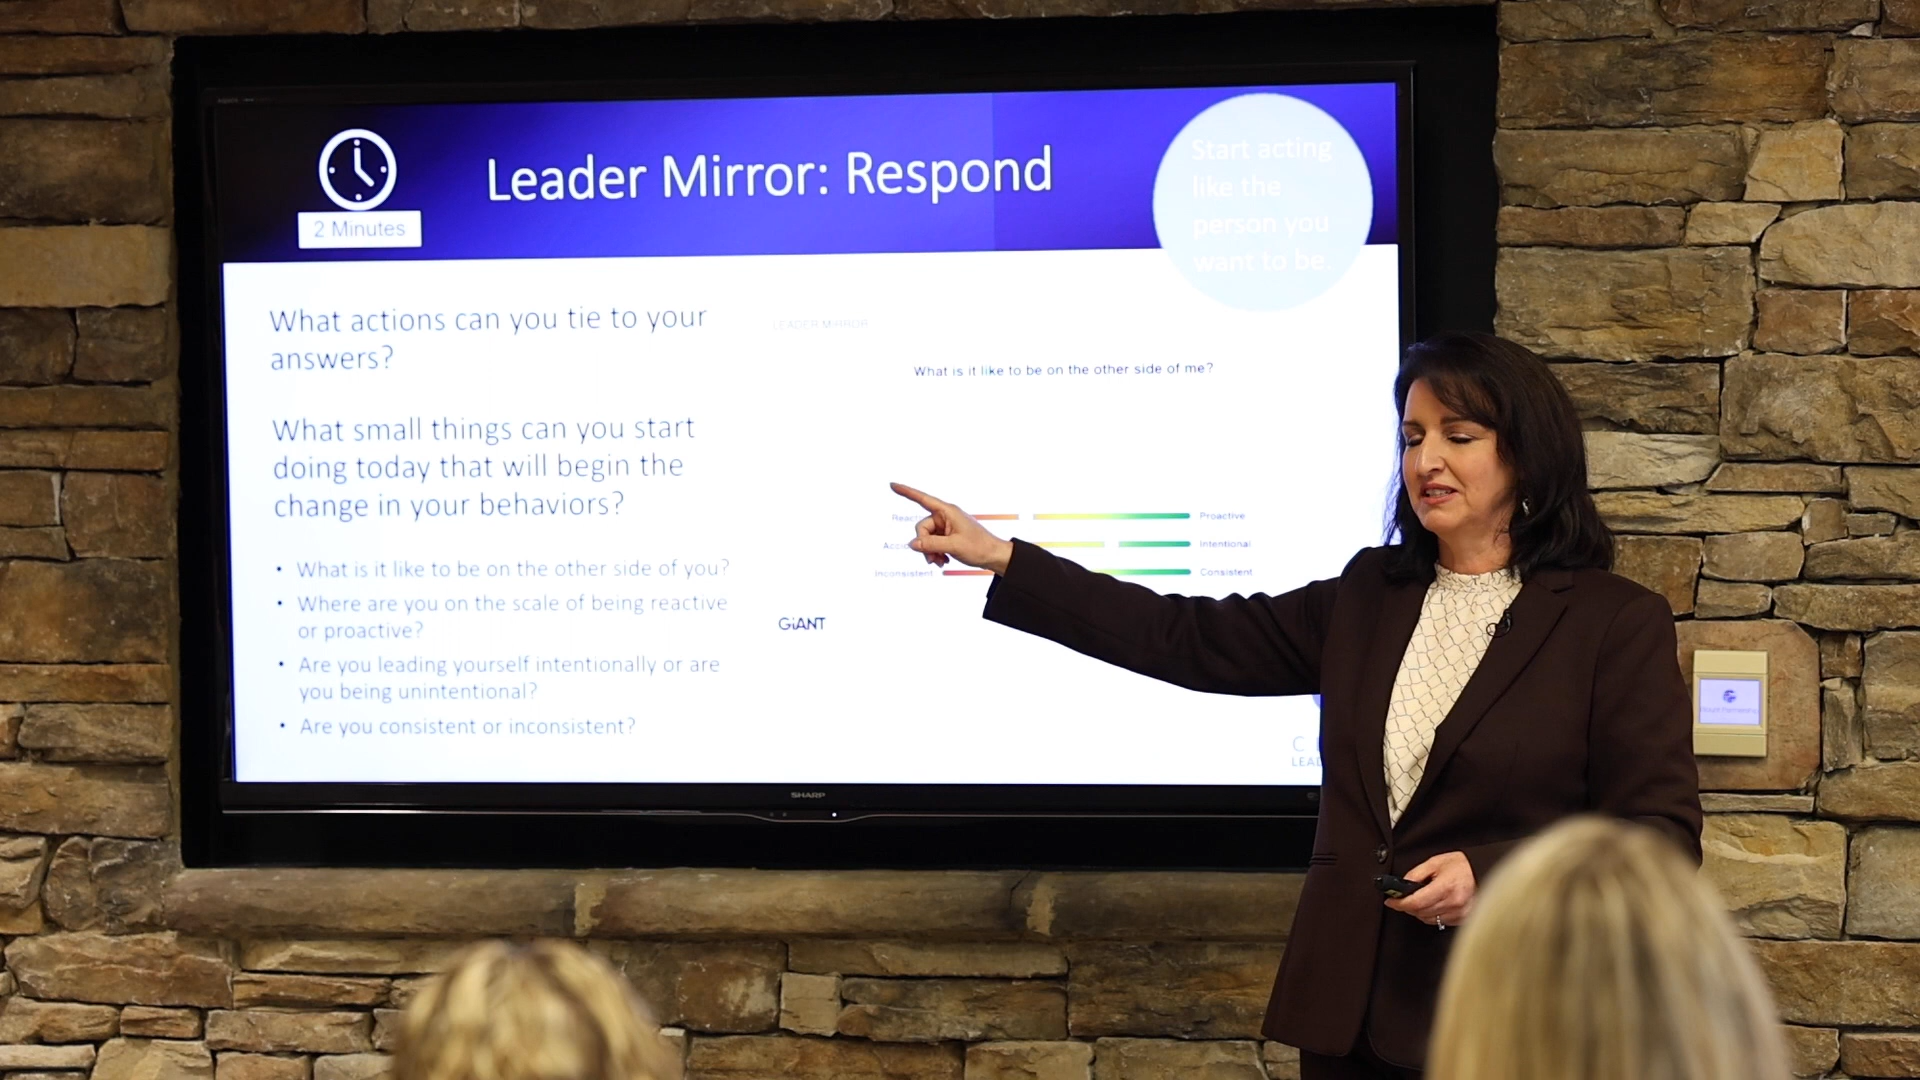 2 Minutes
Leader Mirror: Respond
Start acting
like the
person you
want to be.
What actions can you tie to your
answers?
What small things can you start
doing today that will begin the
change in your behaviors?
• What is it like to be on the other side of you?
• Where are you on the scale of being reactive
or proactive?
• Are you leading yourself intentionally or are
you being unintentional?
• Are you consistent or inconsistent?
LEADER MIRROR
What is it like to be on the other side of me?
Proactive
Intentional
Inconsistent Consistent
GiANT
SHARP